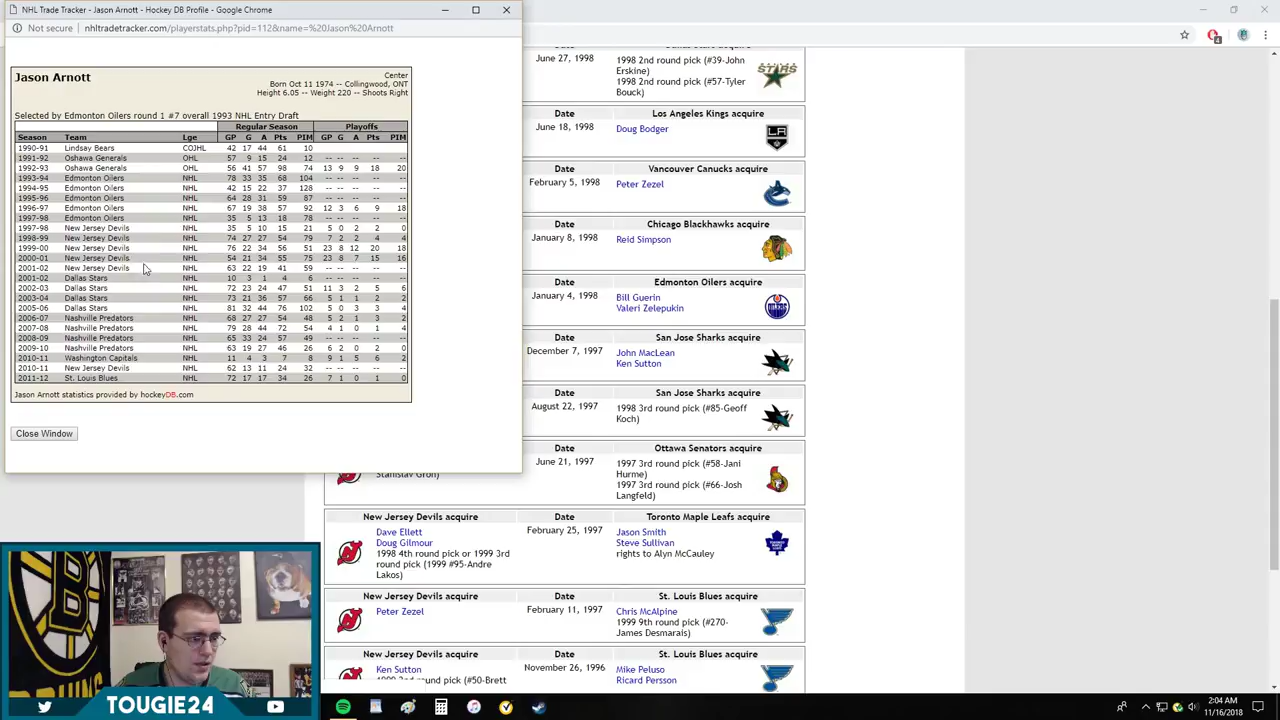 NHL Trade Tracker - Jason Arnott - Hockey DB Profile - Google Chrome
Not secure | nhltradetracker.com/playerstats.php?pid=112&name=%20Jason%20Arnott
Jason Arnott
Center
Born Oct 11 1974 -- Collingwood, ONT
Height 6.05 -- Weight 220 -- Shoots Right
Selected by Edmonton Oilers round 1 #7 overall 1993 NHL Entry Draft
Regular Season Playoffs
Season Team Lge GP G A Pts PIM GP G A Pts PIM
1990-91 Lindsay Bears COJHL 42 17 44 61 10
1991-92 Oshawa Generals OHL 57 9 15 24 12 -- -- -- -- --
1992-93 Oshawa Generals OHL 56 41 57 98 74 13 9 9 18 20
1993-94 Edmonton Oilers NHL 78 33 35 68 104 -- -- -- -- --
1994-95 Edmonton Oilers NHL 42 15 22 37 128 -- -- -- -- --
1995-96 Edmonton Oilers NHL 64 28 31 59 87 -- -- -- -- --
1996-97 Edmonton Oilers NHL 67 19 38 57 92 12 3 6 9 18
1997-98 Edmonton Oilers NHL 35 5 13 18 78 -- -- -- -- --
1997-98 New Jersey Devils NHL 35 5 10 15 21 5 0 2 2 0
1998-99 New Jersey Devils NHL 74 27 27 54 79 7 2 2 4 4
1999-00 New Jersey Devils NHL 76 22 34 56 51 23 8 12 20 18
2000-01 New Jersey Devils NHL 54 21 34 55 75 23 8 7 15 16
2001-02 New Jersey Devils NHL 63 22 19 41 59 -- -- -- -- --
2001-02 Dallas Stars NHL 10 3 1 4 6 -- -- -- -- --
2002-03 Dallas Stars NHL 72 23 24 47 51 11 3 2 5 6
2003-04 Dallas Stars NHL 73 21 36 57 66 5 1 1 2 2
2005-06 Dallas Stars NHL 81 32 44 76 102 5 0 3 3 4
2006-07 Nashville Predators NHL 68 27 27 54 48 5 2 1 3 2
2007-08 Nashville Predators NHL 79 28 44 72 54 4 1 0 1 4
2008-09 Nashville Predators NHL 65 33 24 57 49 -- -- -- -- --
2009-10 Nashville Predators NHL 63 19 27 46 26 6 2 0 2 0
2010-11 Washington Capitals NHL 11 4 3 7 8 9 1 5 6 2
2010-11 New Jersey Devils NHL 62 13 11 24 32 -- -- -- -- --
2011-12 St. Louis Blues NHL 72 17 17 34 26 7 1 0 1 0
Jason Arnott statistics provided by hockeyDB.com
Close Window
Dallas Stars acquire
June 27, 1998
1998 2nd round pick (#39-John
Erskine)
1998 2nd round pick (#57-Tyler
Bouck)
STARS
Date Los Angeles Kings acquire
June 18, 1998 Doug Bodger
LA
Date Vancouver Canucks acquire
February 5, 1998 Peter Zezel
Date Chicago Blackhawks acquire
January 8, 1998 Reid Simpson
Date Edmonton Oilers acquire
January 4, 1998 Bill Guerin
Valeri Zelepukin
OILERS
Date San Jose Sharks acquire
December 7, 1997 John MacLean
Ken Sutton
Date San Jose Sharks acquire
August 22, 1997 1998 3rd round pick (#85-Geoff
Koch)
Date Ottawa Senators acquire
Stanislav Gron) June 21, 1997 1997 3rd round pick (#58-Jani
Hurme)
1997 3rd round pick (#66-Josh
Langfeld)
New Jersey Devils acquire Date Toronto Maple Leafs acquire
Dave Ellett February 25, 1997 Jason Smith
Doug Gilmour Steve Sullivan
1998 4th round pick or 1999 3rd rights to Alyn McCauley
round pick (1999 #95-Andre
Lakos)
New Jersey Devils acquire Date St. Louis Blues acquire
Peter Zezel February 11, 1997 Chris McAlpine
1999 9th round pick (#270-
James Desmarais)
New Jersey Devils acquire Date St. Louis Blues acquire
Ken Sutton November 26, 1996 Mike Peluso
1999 2nd round pick (#50-Brett Ricard Persson
B
TOUGIE24
2:04 AM
11/16/2018